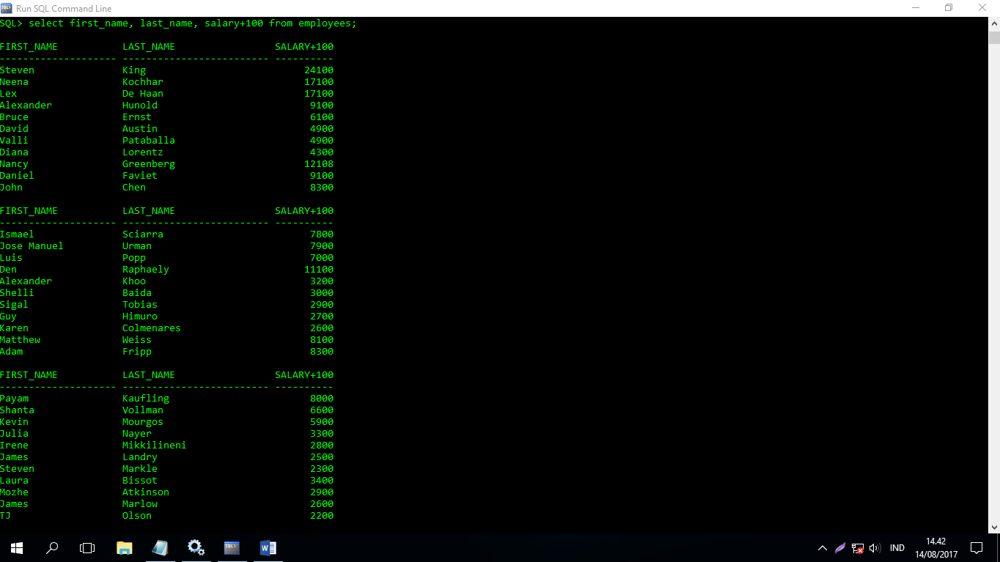 Run SQL Command Line
SQL> select first_name, last_name, salary+100 from employees;
FIRST_NAME LAST_NAME SALARY+100
-------------------- ------------------------- ----------
Steven King 24100
Neena Kochhar 17100
Lex De Haan 17100
Alexander Hunold 9100
Bruce Ernst 6100
David Austin 4900
Valli Pataballa 4900
Diana Lorentz 4300
Nancy Greenberg 12108
Daniel Faviet 9100
John Chen 8300
FIRST_NAME LAST_NAME SALARY+100
-------------------- ------------------------- ----------
Ismael Sciarra 7800
Jose Manuel Urman 7900
Luis Popp 7000
Den Raphaely 11100
Alexander Khoo 3200
Shelli Baida 3000
Sigal Tobias 2900
Guy Himuro 2700
Karen Colmenares 2600
Matthew Weiss 8100
Adam Fripp 8300
FIRST_NAME LAST_NAME SALARY+100
-------------------- ------------------------- ----------
Payam Kaufling 8000
Shanta Vollman 6600
Kevin Mourgos 5900
Julia Nayer 3300
Irene Mikkilineni 2800
James Landry 2500
Steven Markle 2300
Laura Bissot 3400
Mozhe Atkinson 2900
James Marlow 2600
TJ Olson 2200
IND
14.42
14/08/2017